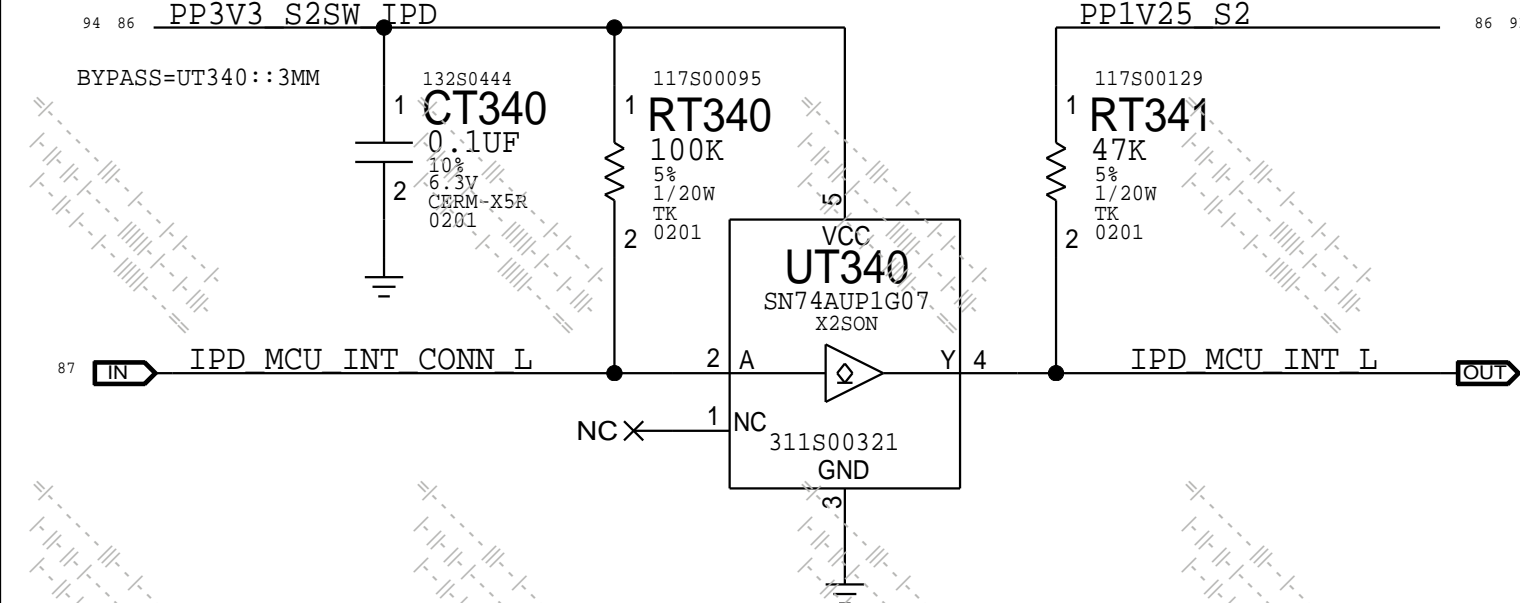 94 86 PP3V3_S2SW_IPD
PP1V25_S2 86
BYPASS=UT340::3MM
132S0444
1 CT340
0.1UF
10%
6.3V
2 CERM-X5R
0201
117S00095
1 RT340
100K
5%
1/20W
TK
2 0201
117S00129
1 RT341
47K
5%
1/20W
TK
2 0201
5
VCC
UT340
SN74AUP1G07
X2SON
87 IN IPD_MCU_INT_CONN_L 2 A Y 4 IPD_MCU_INT_L OUT
NC 1 NC
311S00321
GND
3